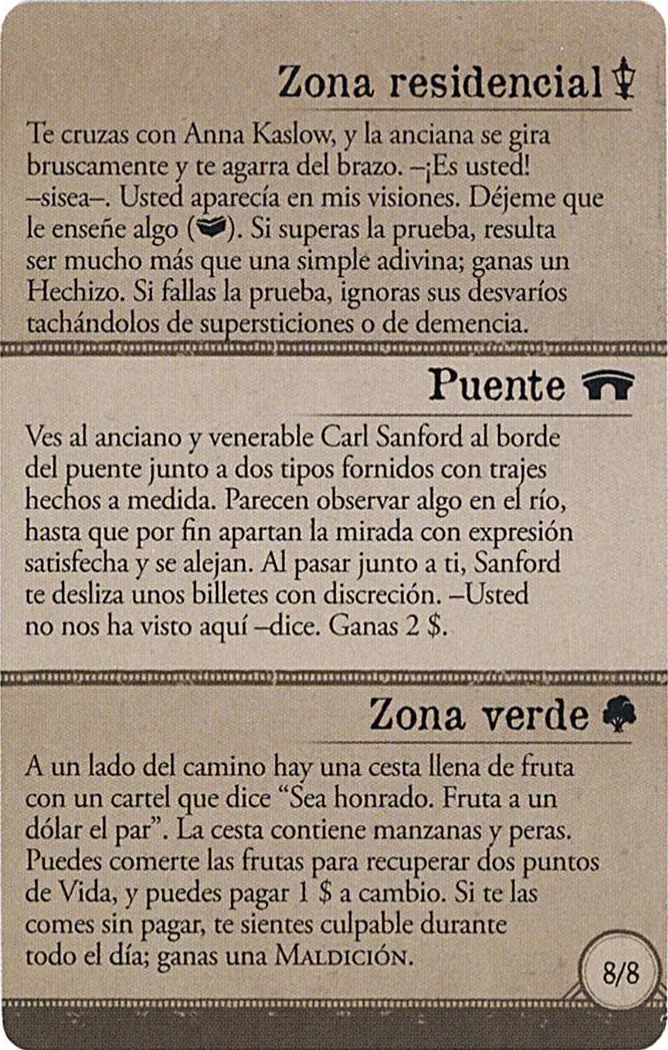 Zona residencial
Te cruzas con Anna Kaslow, y la anciana se gira
bruscamente y te agarra del brazo. –¡Es usted!
–sisea–. Usted aparecía en mis visiones. Déjeme que
le enseñe algo (). Si superas la prueba, resulta
ser mucho más que una simple adivina; ganas un
Hechizo. Si fallas la prueba, ignoras sus desvaríos
tachándolos de supersticiones o de demencia.
Puente
Ves al anciano y venerable Carl Sanford al borde
del puente junto a dos tipos fornidos con trajes
hechos a medida. Parecen observar algo en el río,
hasta que por fin apartan la mirada con expresión
satisfecha y se alejan. Al pasar junto a ti, Sanford
te desliza unos billetes con discreción. –Usted
no nos ha visto aquí –dice. Ganas 2 $.
Zona verde
A un lado del camino hay una cesta llena de fruta
con un cartel que dice “Sea honrado. Fruta a un
dólar el par”. La cesta contiene manzanas y peras.
Puedes comerte las frutas para recuperar dos puntos
de Vida, y puedes pagar 1 $ a cambio. Si te las
comes sin pagar, te sientes culpable durante
todo el día; ganas una MALDICIÓN.
8/8